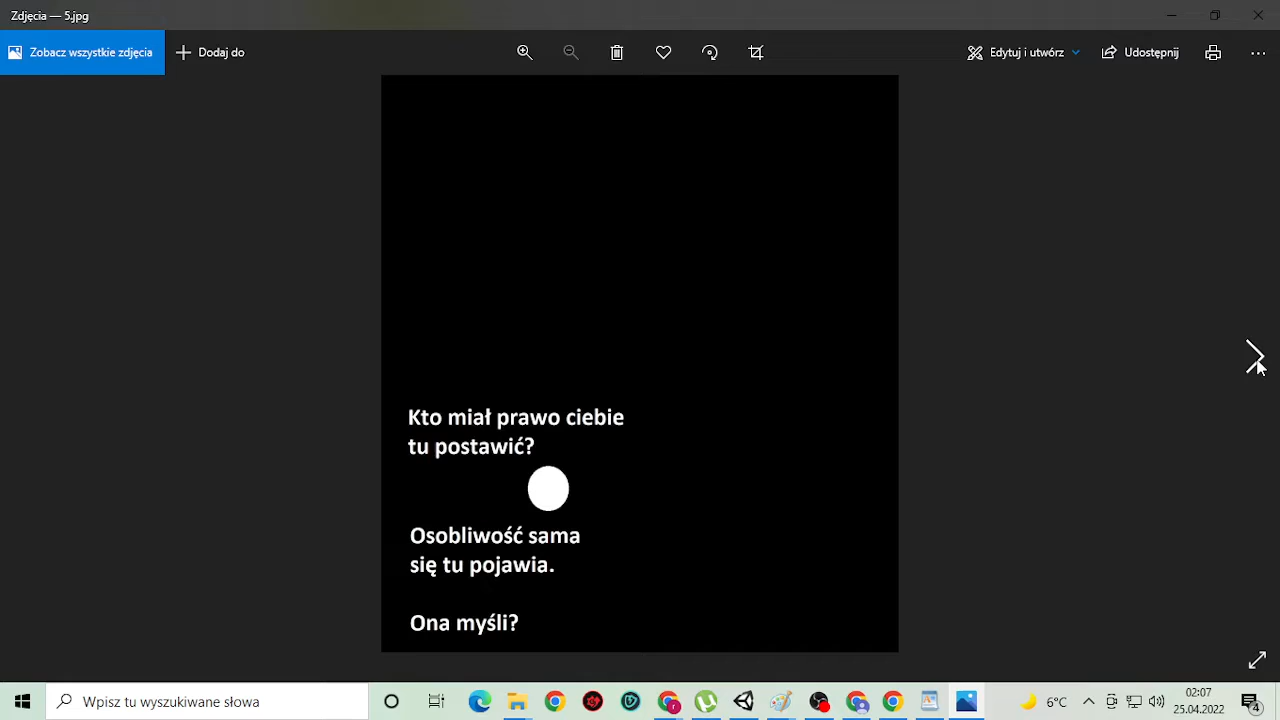 Zdjęcia — 5.jpg
Zobacz wszystkie zdjęcia
Dodaj do
Edytuj i utwórz
Udostępnij
Kto miał prawo ciebie
tu postawić?
Osobliwość sama
się tu pojawia.
Ona myśli?
Wpisz tu wyszukiwane słowa
6°C
02:07
25.04.2022
4